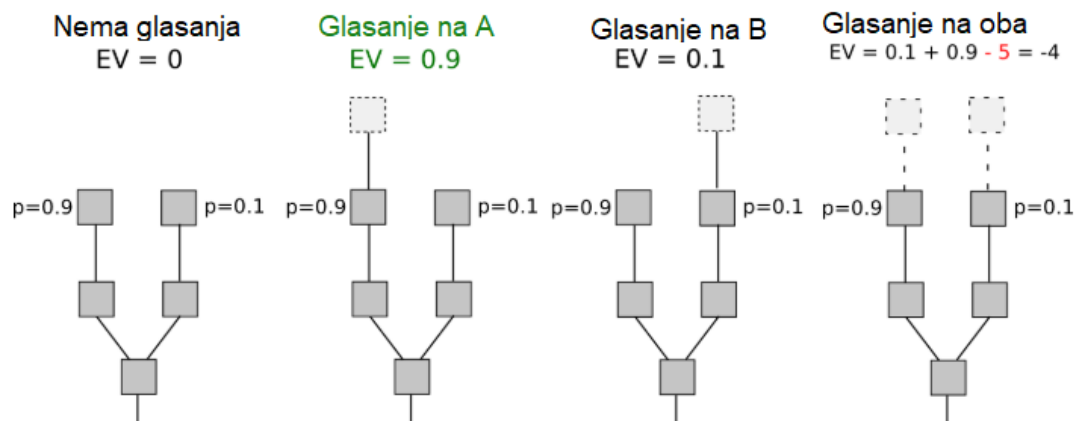 Nema glasanja
EV = 0
Glasanje na A
EV = 0.9
Glasanje na B
EV = 0.1
Glasanje na oba
EV = 0.1 + 0.9 - 5 = -4
p=0.9
p=0.1
p=0.9
p=0.1
p=0.9
p=0.1
p=0.9
p=0.1